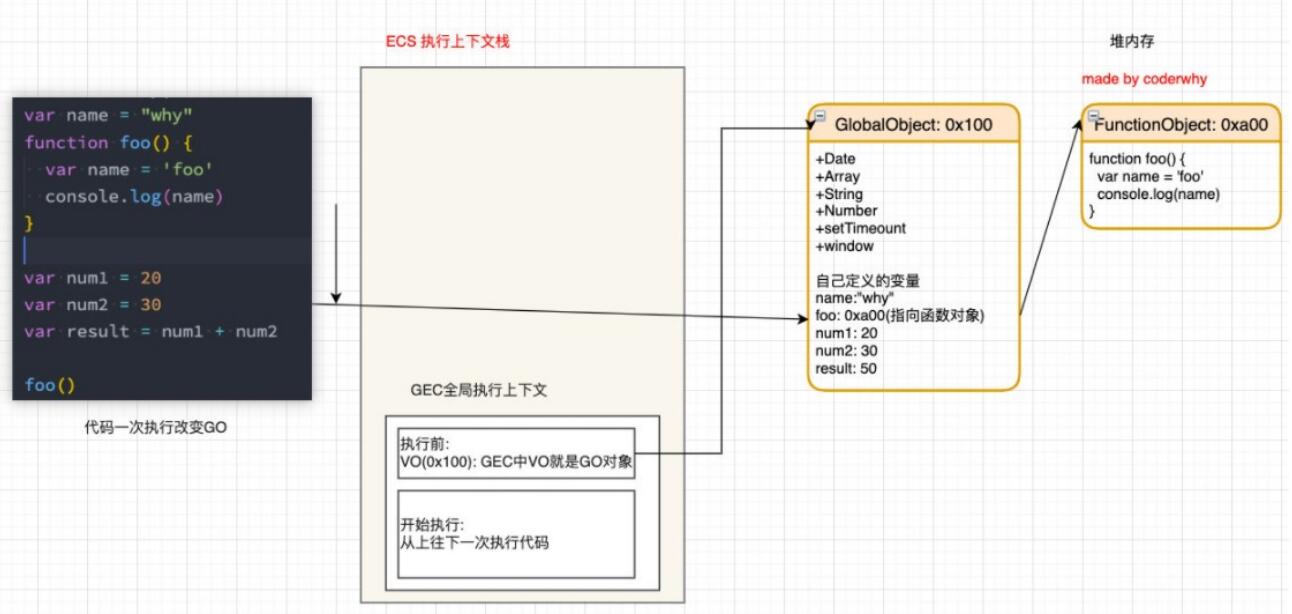 ECS 执行上下文栈
堆内存
made by coderwhy
var name = "why"
function foo() {
  var name = 'foo'
  console.log(name)
}
var num1 = 20
var num2 = 30
var result = num1 + num2
foo()
代码一次执行改变GO
GEC全局执行上下文
执行前:
VO(0x100): GEC中VO就是GO对象
开始执行:
从上往下一次执行代码
GlobalObject: 0x100
+Date
+Array
+String
+Number
+setTimeount
+window
自己定义的变量
name:"why"
foo: 0xa00(指向函数对象)
num1: 20
num2: 30
result: 50
FunctionObject: 0xa00
function foo() {
  var name = 'foo'
  console.log(name)
}